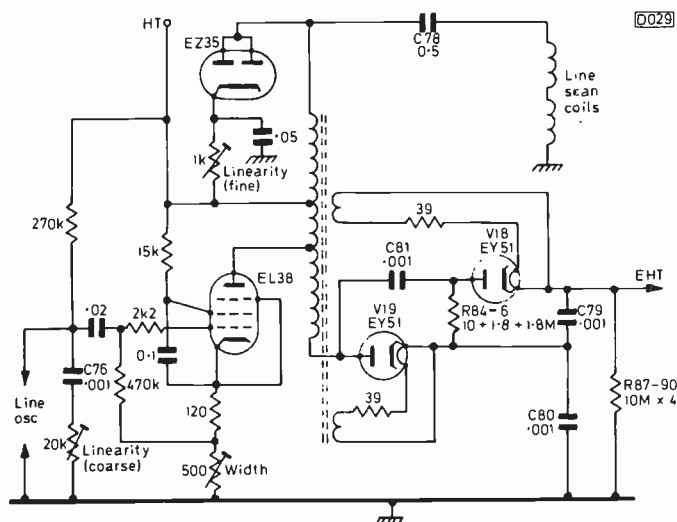 D029
HT
EZ35
C78
0.5
Line
scan
coils
·05
1k
Linearity
(fine)
270k
15k
39
V18
EY51
C81
·001
EL38
·02
2k2
V19
EY51
R84-6
10 + 1·8 + 1·8M
EHT
C79
·001
C76
·001
0·1
470k
R87-90
10M × 4
Line
osc
120
39
C80
·001
20k
Linearity
(coarse)
500
Width